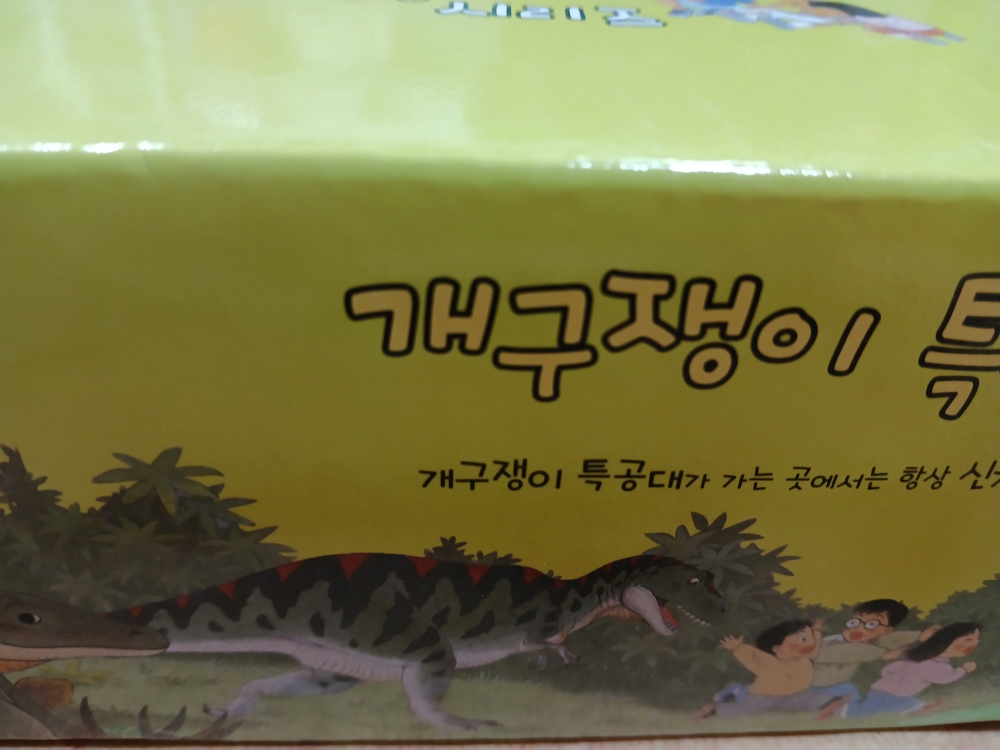 개구쟁이 특
개구쟁이 특공대가 가는 곳에서는 항상